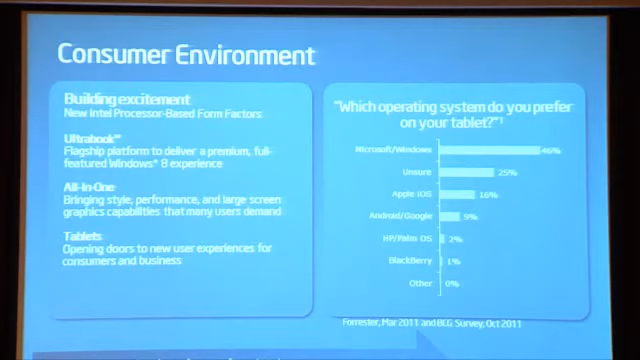 Consumer Environment
Building excitement
New Intel Processor-Based Form Factors
Ultrabook™
Flagship platform to deliver a premium, full-
featured Windows* 8 experience
All-in-One
Bringing style, performance, and large screen
graphics capabilities that many users demand
Tablets
Opening doors to new user experiences for
consumers and business
"Which operating system do you prefer
on your tablet?"¹
Microsoft/Windows 46%
Unsure 25%
Apple iOS 16%
Android/Google 9%
HP/Palm OS 2%
BlackBerry 1%
Other 0%
Forrester, Mar 2011 and BCG Survey, Oct 2011